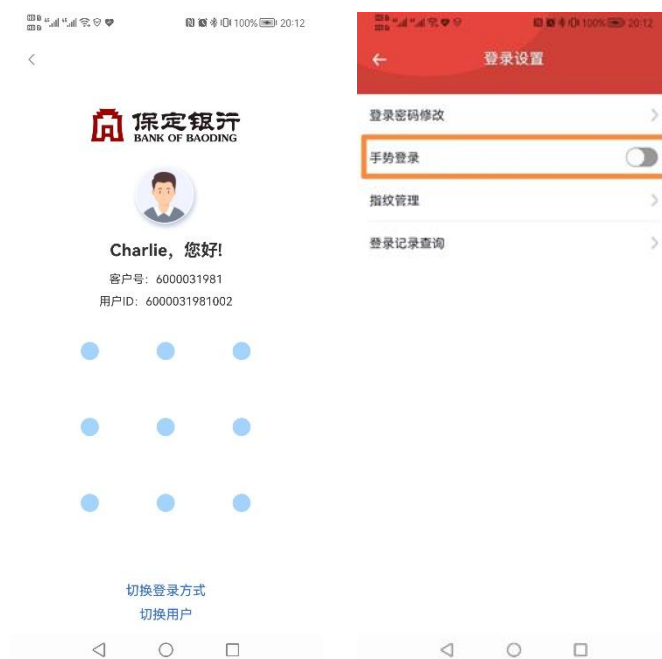 100% 20:12
保定银行
BANK OF BAODING
Charlie，您好!
客户号：6000031981
用户ID：6000031981002
切换登录方式
切换用户
100% 20:12
登录设置
登录密码修改
手势登录
指纹管理
登录记录查询